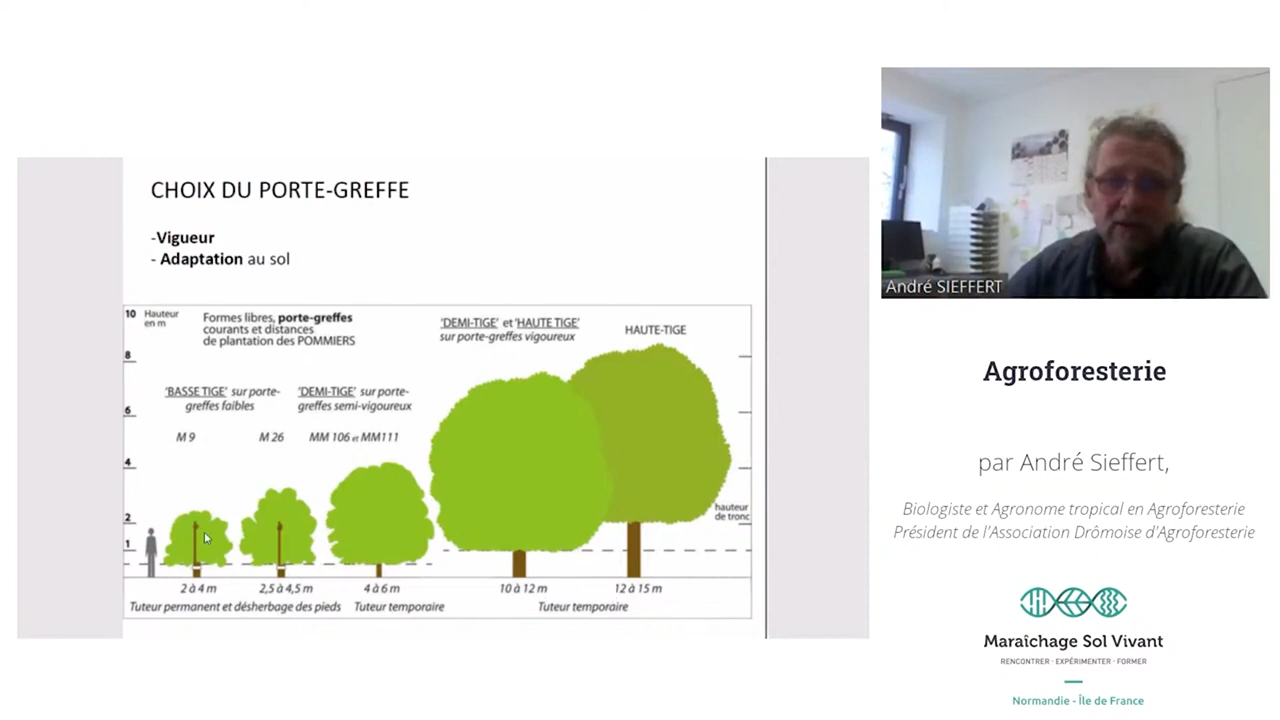 CHOIX DU PORTE-GREFFE
-Vigueur
- Adaptation au sol
10 Hauteur
en m
8
6
4
2
1
Formes libres, porte-greffes
courants et distances
de plantation des POMMIERS
'BASSE TIGE' sur porte-
greffes faibles
'DEMI-TIGE' sur porte-
greffes semi-vigoureux
'DEMI-TIGE' et 'HAUTE TIGE'
sur porte-greffes vigoureux
HAUTE-TIGE
M 9
M 26
MM 106 et MM111
hauteur
de tronc
2 à 4 m
2,5 à 4,5 m
4 à 6 m
10 à 12 m
12 à 15 m
Tuteur permanent et désherbage des pieds
Tuteur temporaire
Tuteur temporaire
André SIEFFERT
Agroforesterie
par André Sieffert,
Biologiste et Agronome tropical en Agroforesterie
Président de l'Association Drômoise d'Agroforesterie
Maraîchage Sol Vivant
RENCONTRER · EXPÉRIMENTER · FORMER
Normandie - Île de France